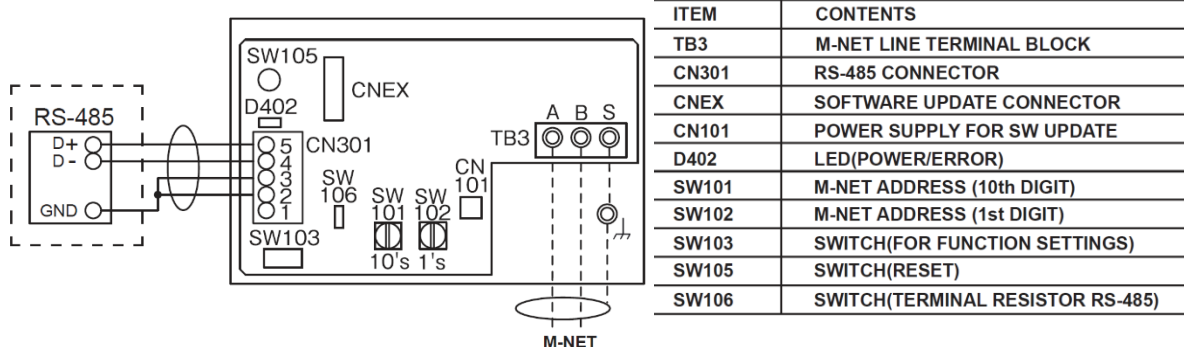 RS-485
D+
D-
GND
SW105
CNEX
D402
5
4
3
2
1
CN301
SW
106
SW
101
SW
102
CN
101
SW103
10's 1's
A B S
TB3
M-NET
ITEM CONTENTS
TB3 M-NET LINE TERMINAL BLOCK
CN301 RS-485 CONNECTOR
CNEX SOFTWARE UPDATE CONNECTOR
CN101 POWER SUPPLY FOR SW UPDATE
D402 LED(POWER/ERROR)
SW101 M-NET ADDRESS (10th DIGIT)
SW102 M-NET ADDRESS (1st DIGIT)
SW103 SWITCH(FOR FUNCTION SETTINGS)
SW105 SWITCH(RESET)
SW106 SWITCH(TERMINAL RESISTOR RS-485)